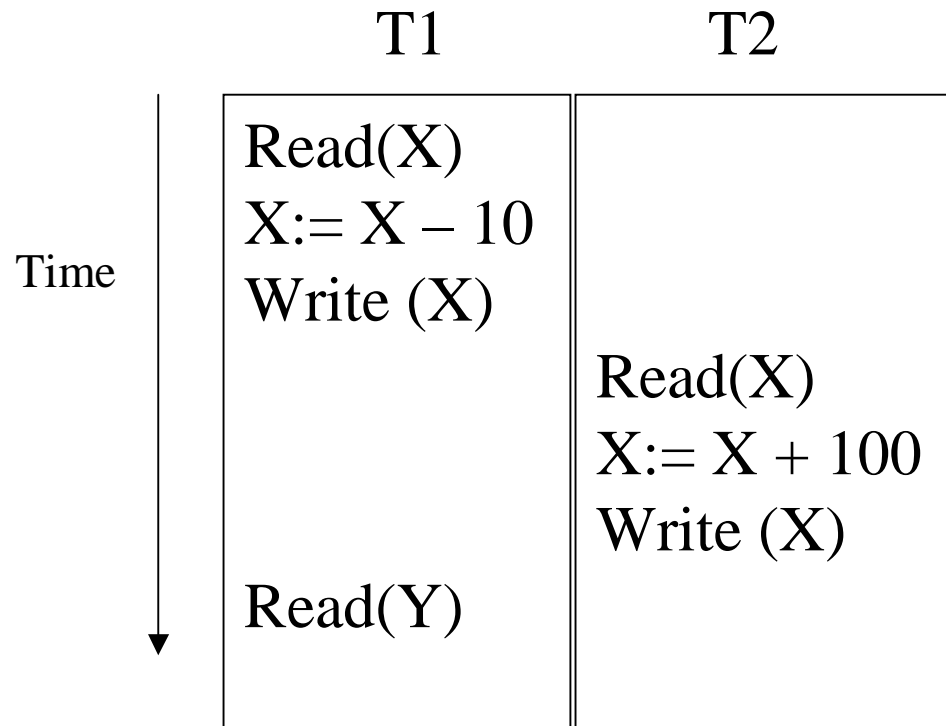 T1 T2
Read(X)
X:= X – 10
Time
Write (X)
Read(X)
X:= X + 100
Write (X)
Read(Y)